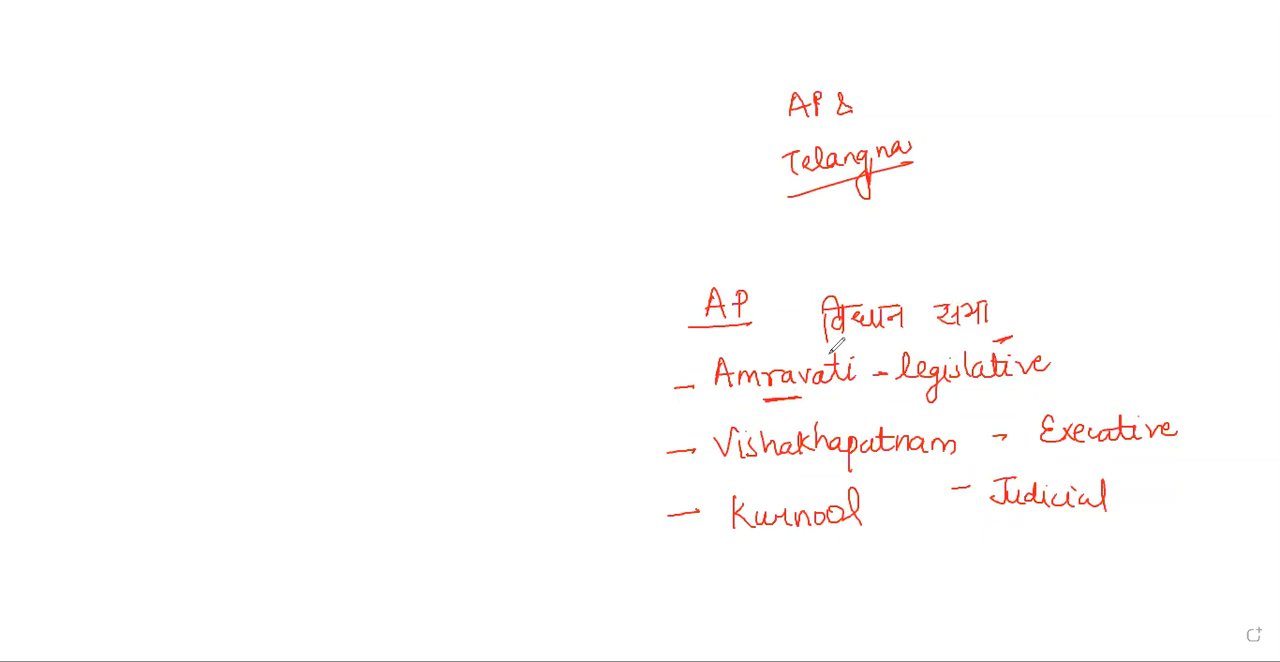 AP &
Telangna
AP विधान सभा
- Amravati - legislative
- Vishakhapatnam - Executive
- Kurnool - Judicial